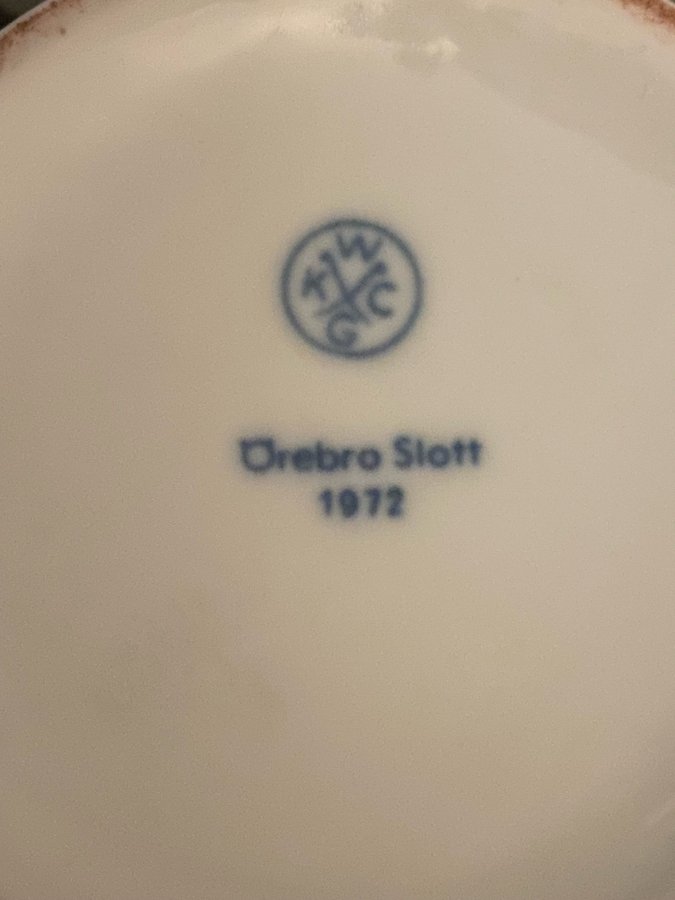 W
K C
G
Örebro Slott
1972